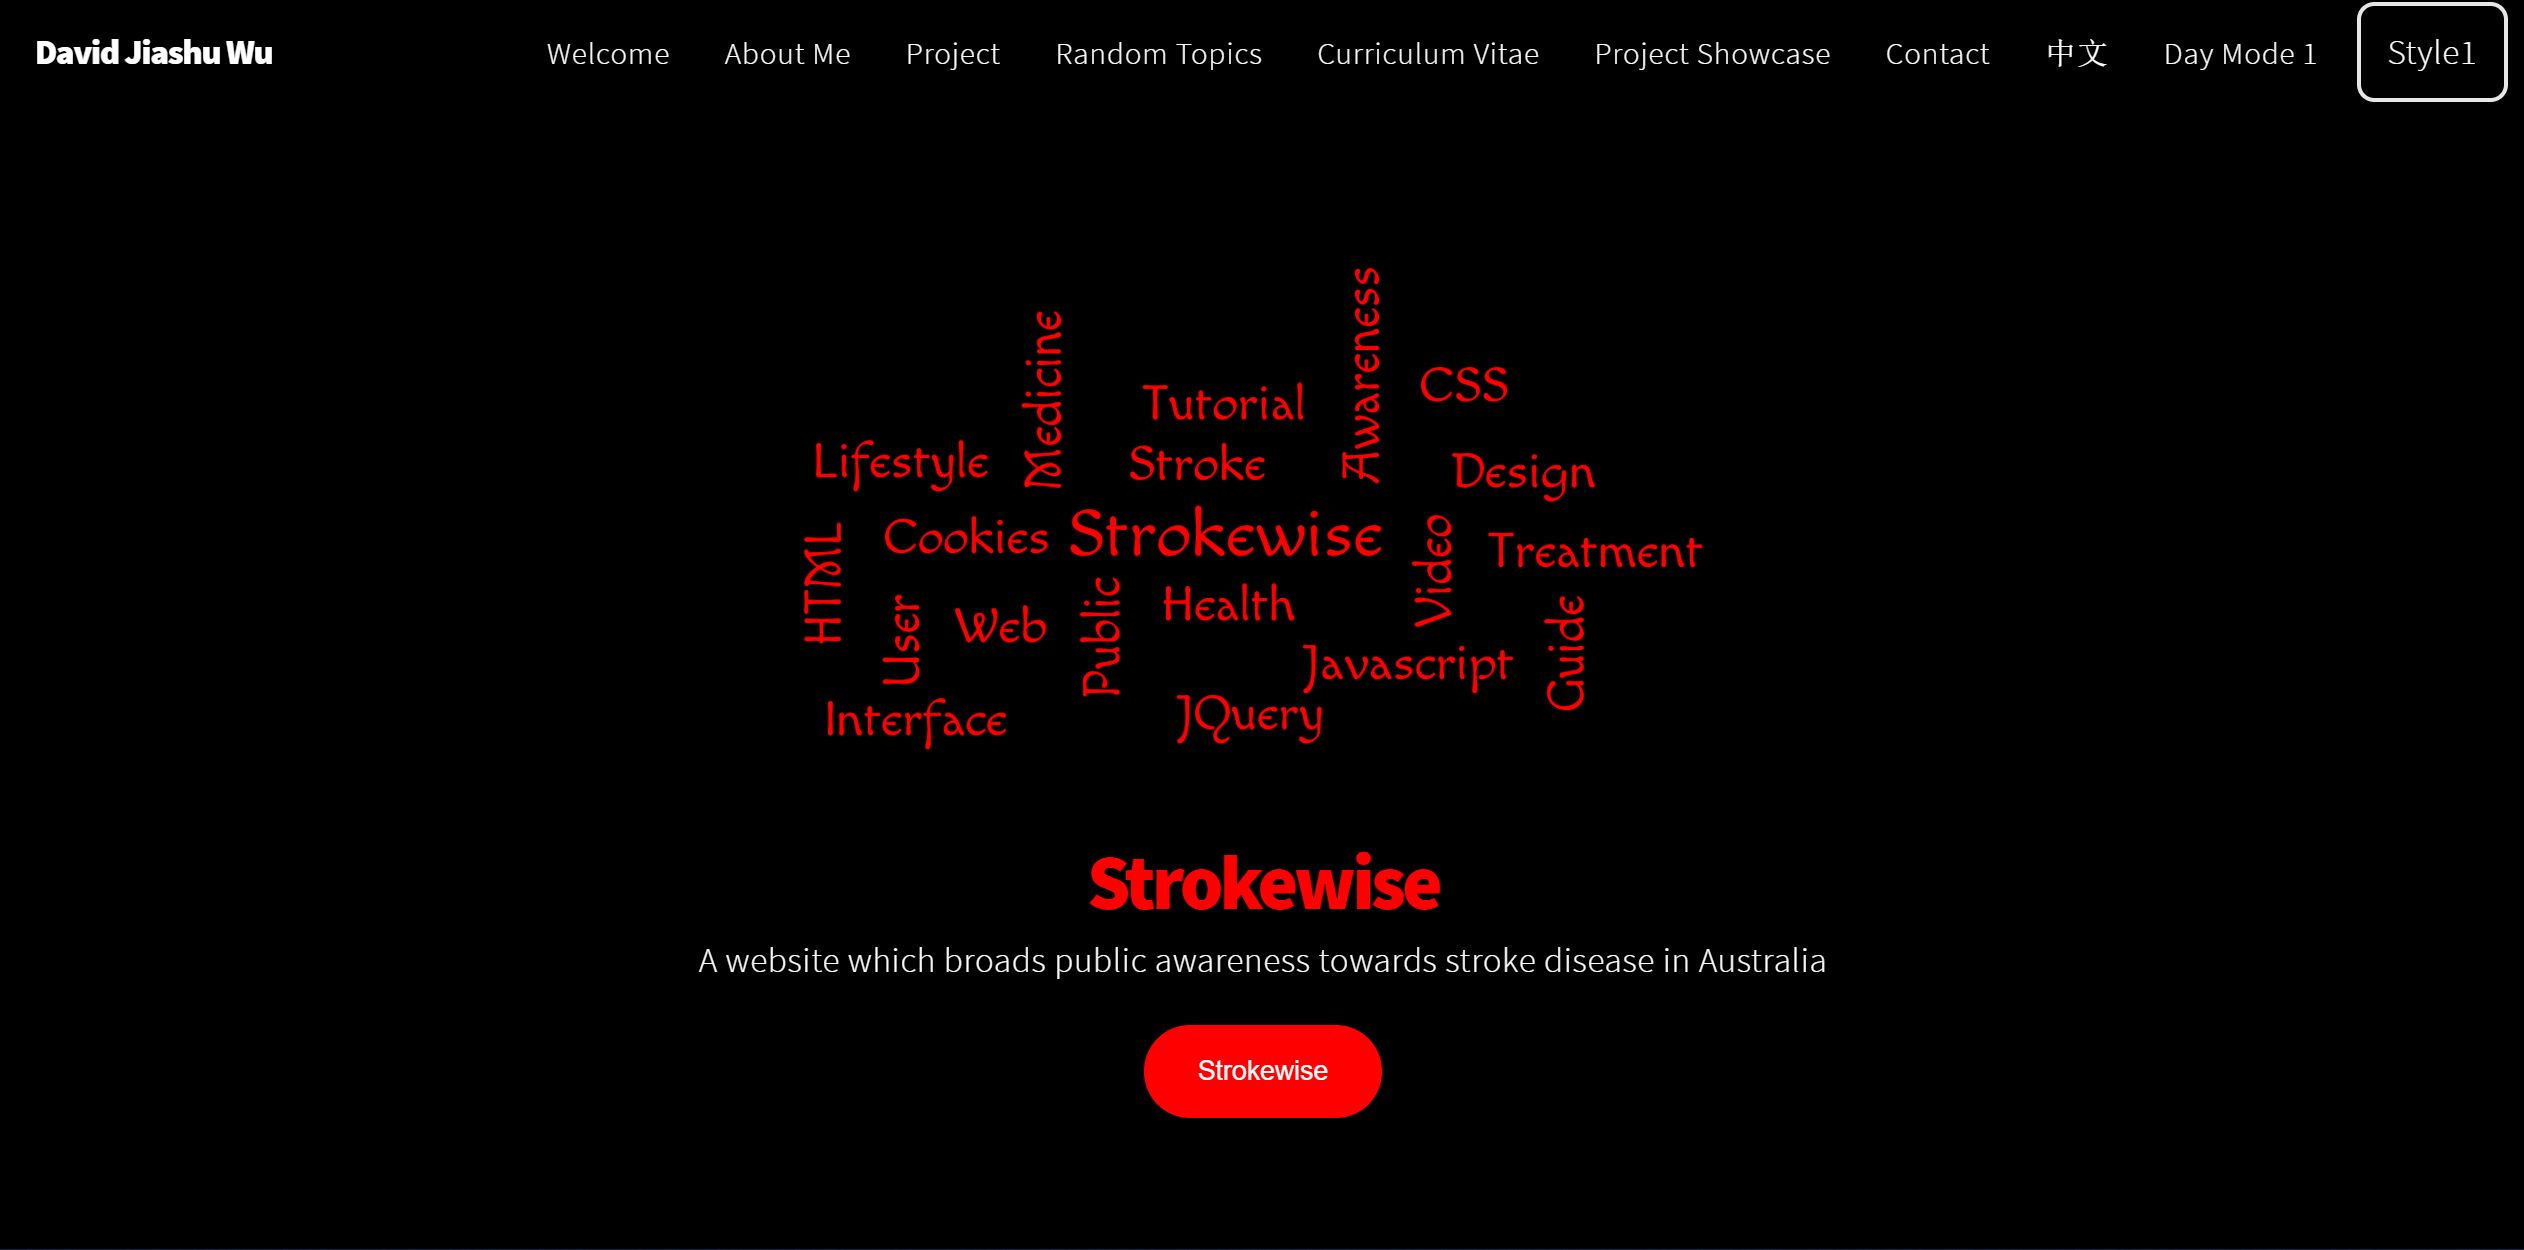 David Jiashu Wu
Welcome
About Me
Project
Random Topics
Curriculum Vitae
Project Showcase
Contact
中文
Day Mode 1
Style1
Awareness
Medicine
Tutorial
CSS
Lifestyle
Stroke
Design
HTML
Cookies
Strokewise
Video
Treatment
User
Web
Public
Health
Guide
Javascript
Interface
JQuery
Strokewise
A website which broads public awareness towards stroke disease in Australia
Strokewise